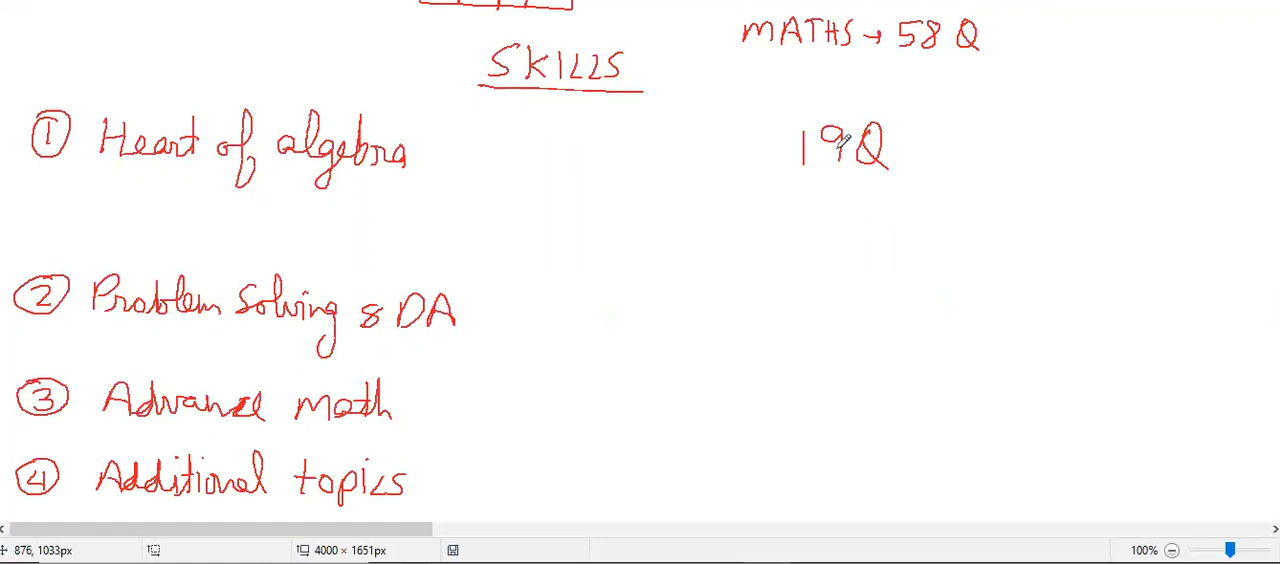 MATHS → 58 Q
SKILLS
① Heart of algebra
19Q
② Problem Solving & DA
③ Advance math
④ Additional topics
876, 1033px
4000 × 1651px
100%